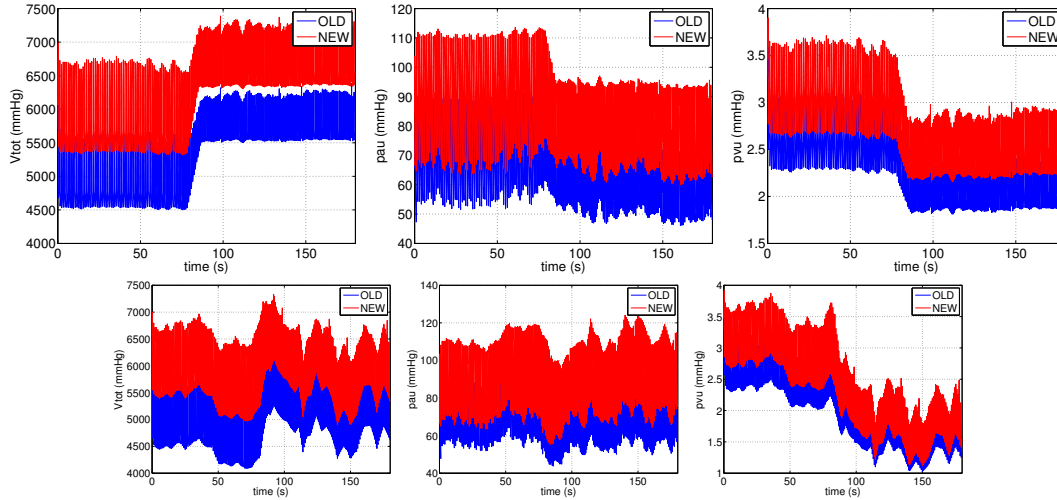 7500
7000
6500
6000
5500
5000
4500
4000
Vtot (mmHg)
0 50 100 150
time (s)
OLD
NEW
120
110
100
90
80
70
60
50
40
pau (mmHg)
0 50 100 150
time (s)
OLD
NEW
4
3.5
3
2.5
2
1.5
pvu (mmHg)
0 50 100 150
time (s)
OLD
NEW
7500
7000
6500
6000
5500
5000
4500
4000
Vtot (mmHg)
0 50 100 150
time (s)
OLD
NEW
140
120
100
80
60
40
pau (mmHg)
0 50 100 150
time (s)
OLD
NEW
4
3.5
3
2.5
2
1.5
1
pvu (mmHg)
0 50 100 150
time (s)
OLD
NEW